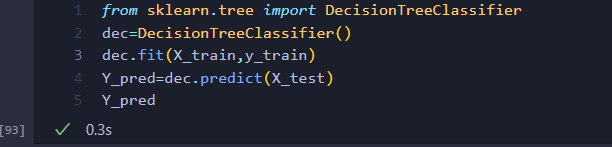 1 from sklearn.tree import DecisionTreeClassifier
2 dec=DecisionTreeClassifier()
3 dec.fit(X_train,y_train)
4 Y_pred=dec.predict(X_test)
5 Y_pred
[93] ✓ 0.3s